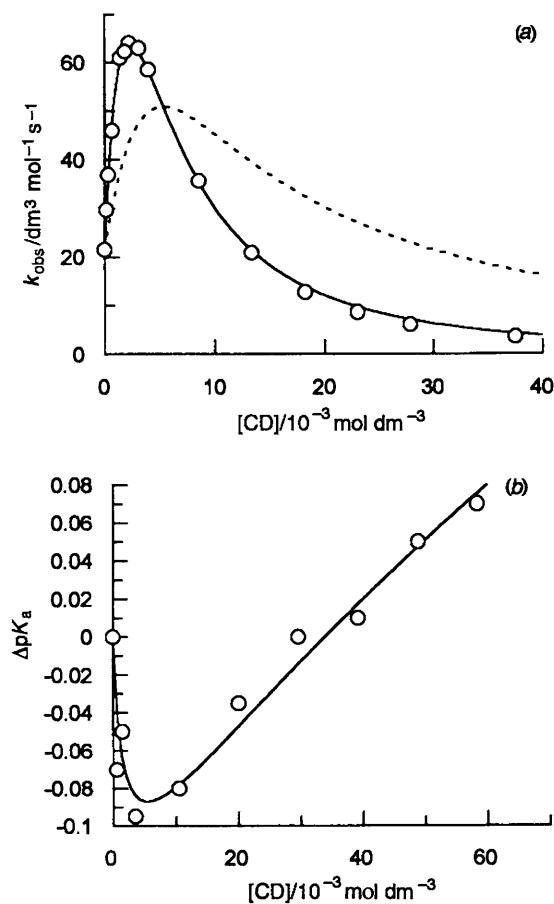 (a)
60
40
20
0
k_obs/dm³ mol⁻¹ s⁻¹
0 10 20 30 40
[CD]/10⁻³ mol dm⁻³
(b)
0.08
0.06
0.04
0.02
0
-0.02
-0.04
-0.06
-0.08
-0.1
ΔpK_a
0 20 40 60
[CD]/10⁻³ mol dm⁻³